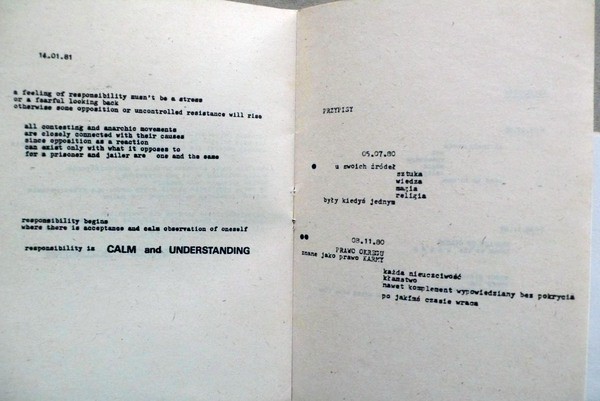 14.01.81
a feeling of responsibility musn't be a stress
or a fearful looking back
otherwise some opposition or uncontrolled resistance will rise
all contesting and anarchic movements
are closely connected with their causes
since opposition as a reaction
can exist only with what it opposes to
for a prisoner and jailer are one and the same
responsibility begins
where there is acceptance and calm observation of oneself
responsibility is CALM and UNDERSTANDING
PRZYPISY
05.07.80
u swoich źródeł
sztuka
wiedza
magia
religia
były kiedyś jednym
08.11.80
PRAWO OKRĘGU
znane jako prawo KARMY
każda nieuczciwość
kłamstwo
nawet komplement wypowiedziany bez pokrycia
po jakimś czasie wraca